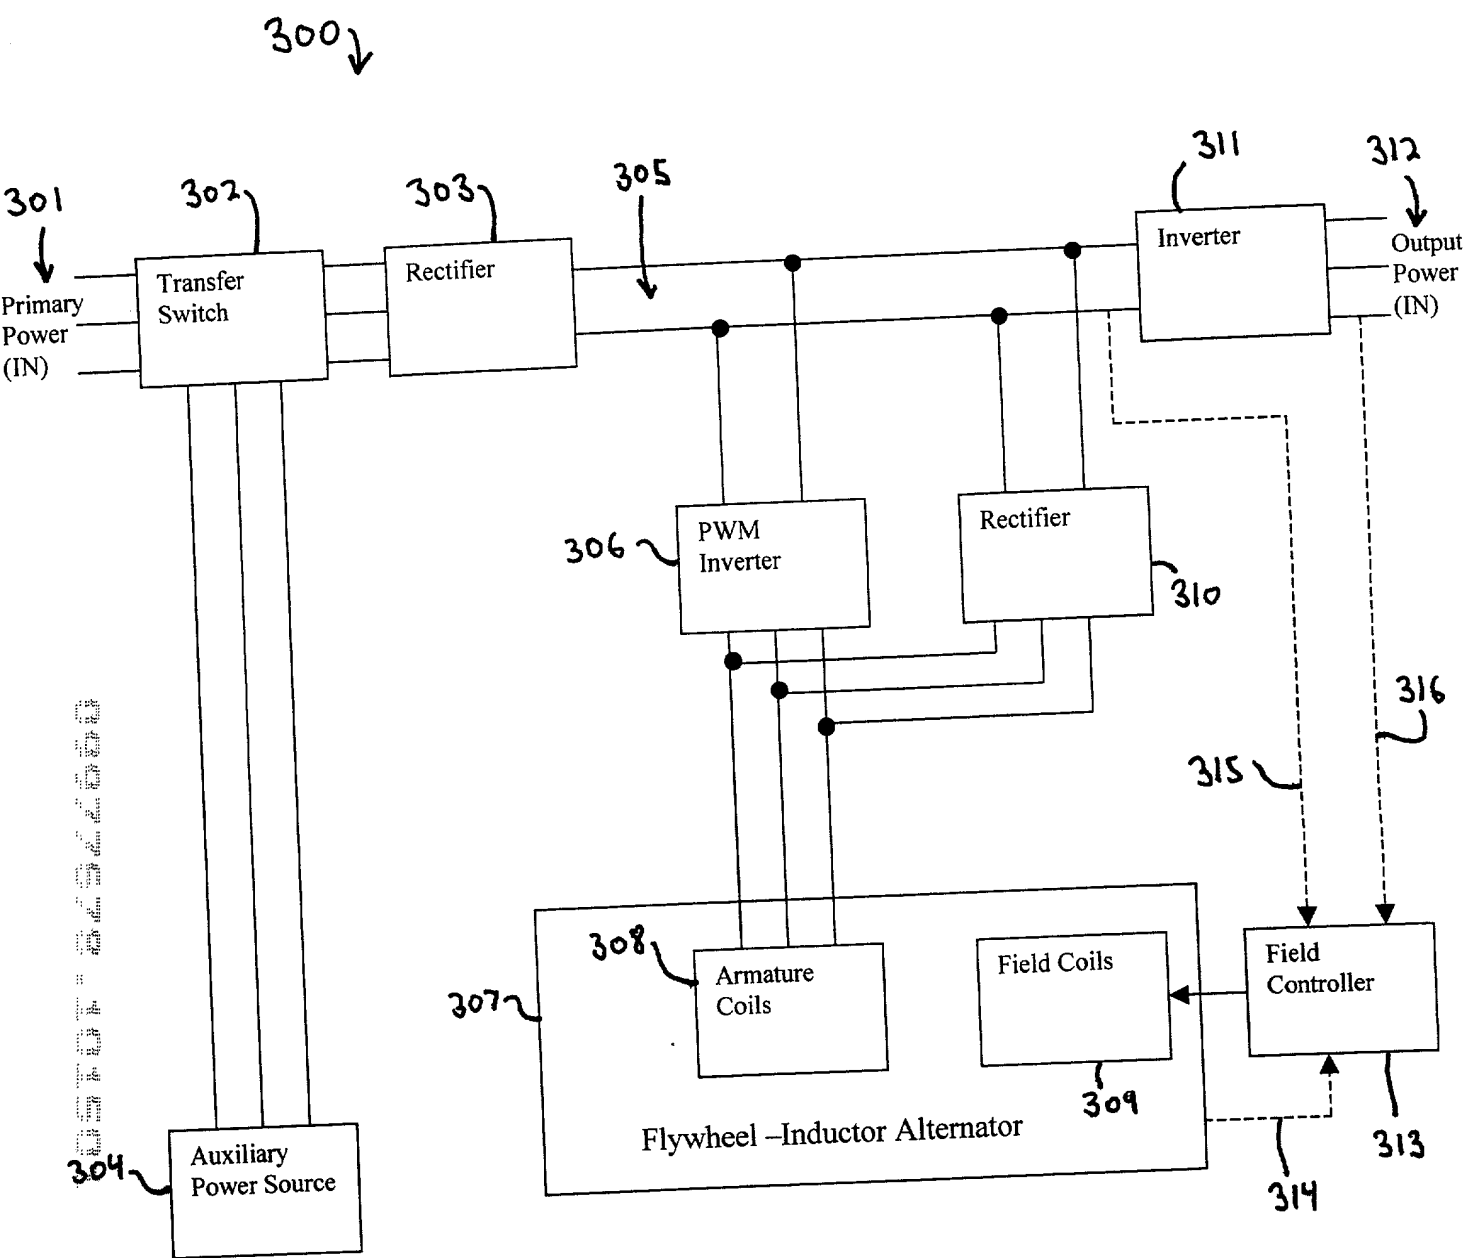 300
301
302
303
305
311
312
Primary
Power
(IN)
Transfer
Switch
Rectifier
Inverter
Output
Power
(IN)
306
PWM
Inverter
Rectifier
310
315
316
307
308
Armature
Coils
Field Coils
309
Flywheel –Inductor Alternator
Field
Controller
313
314
304
Auxiliary
Power Source